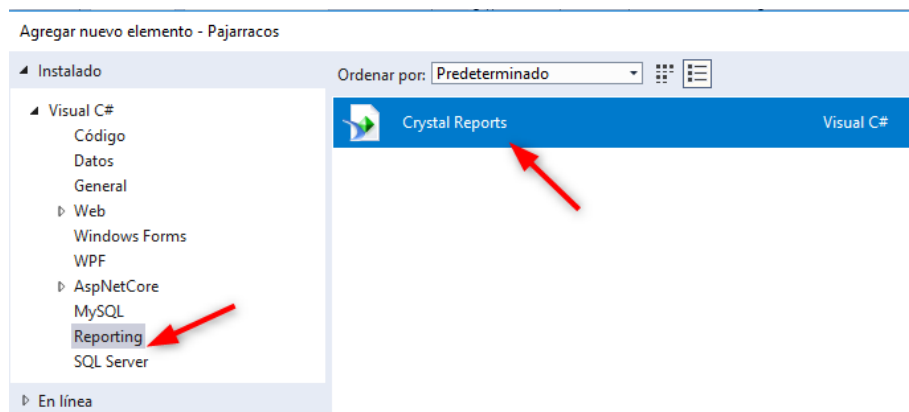 Agregar nuevo elemento - Pajarracos
Instalado
Ordenar por: Predeterminado
Visual C#
Código
Datos
General
Web
Windows Forms
WPF
AspNetCore
MySQL
Reporting
SQL Server
En línea
Crystal Reports Visual C#